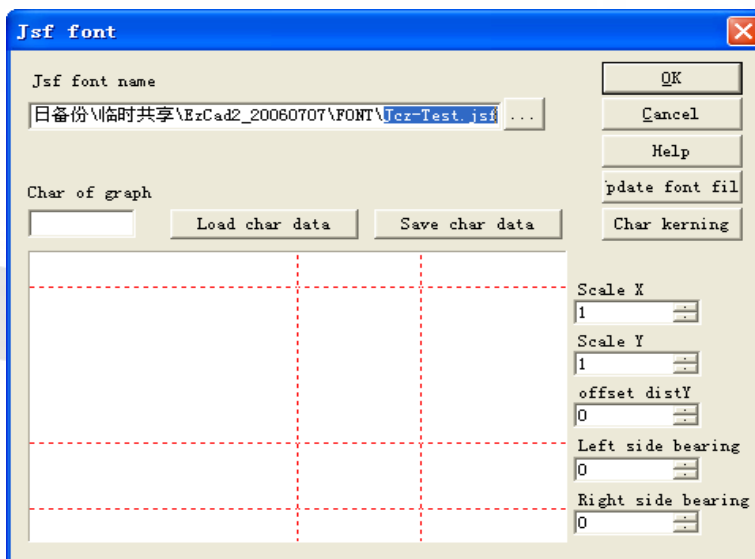 Jsf font
Jsf font name
日备份\临时共享\EzCad2_20060707\FONT\Jcz-Test.jsf
...
OK
Cancel
Help
pdate font fil
Char kerning
Char of graph
Load char data
Save char data
Scale X
1
Scale Y
1
offset distY
0
Left side bearing
0
Right side bearing
0